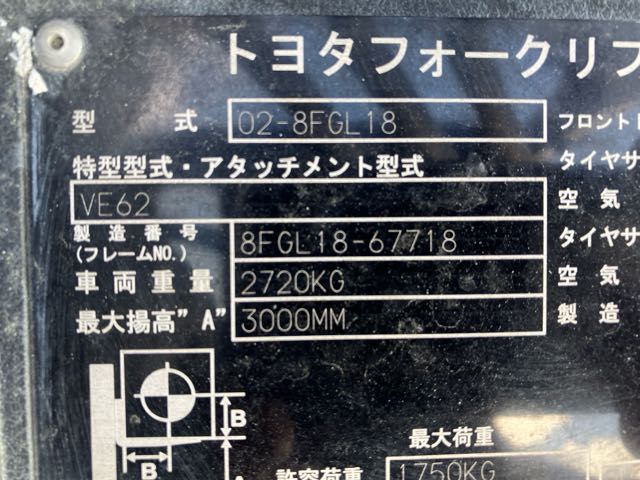 トヨタフォークリフ
型 式 02-8FGL18 フロント
特型型式・アタッチメント型式 タイヤサ
VE62 空気
製造番号 (フレームNO.) 8FGL18-67718 タイヤサ
車両重量 2720KG 空気
最大揚高"A" 3000MM 製造
B
B
最大荷重
許容荷重 1750KG